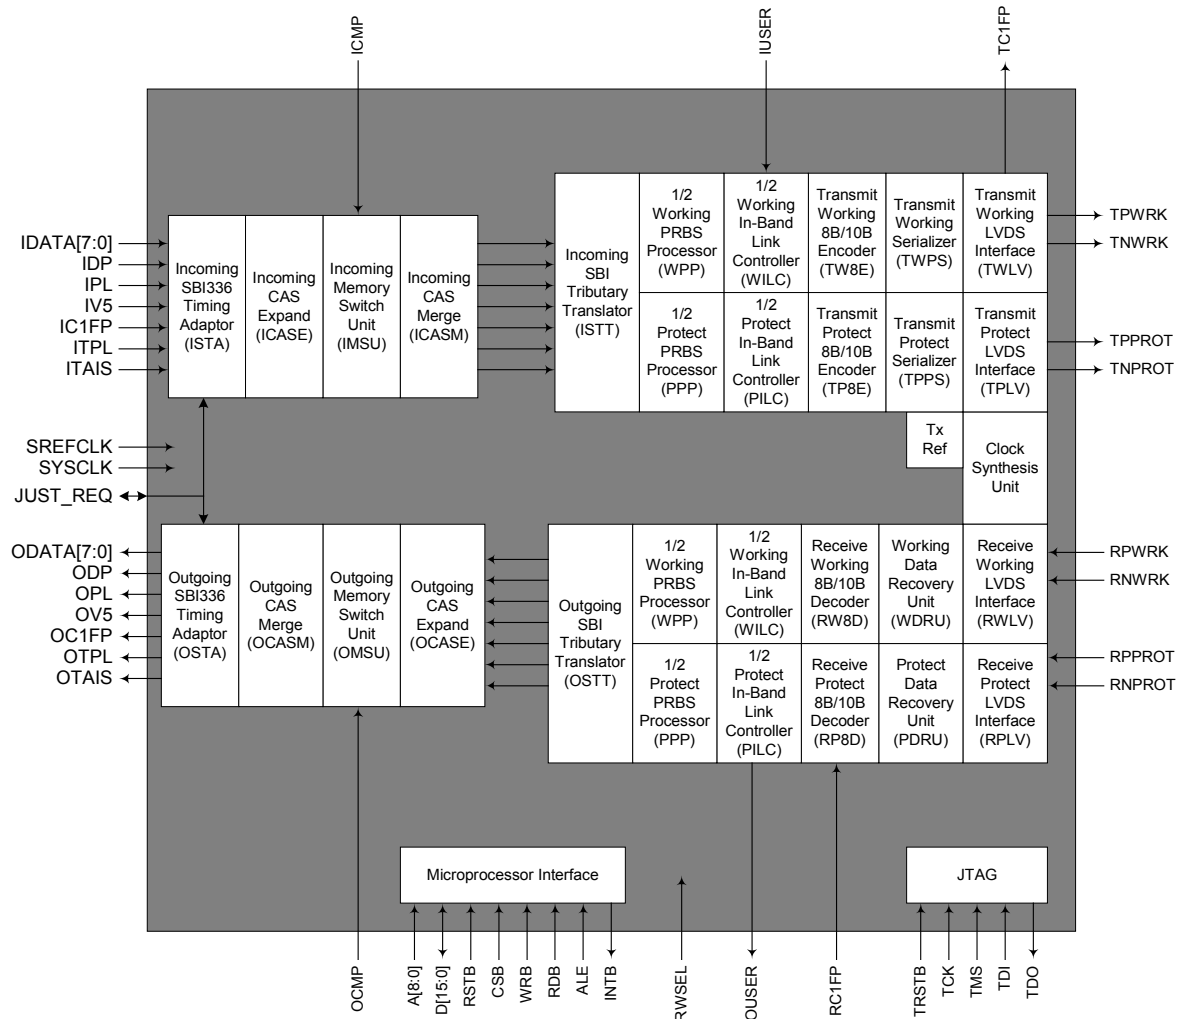 ICMP
IUSER
TC1FP
IDATA[7:0]
IDP
IPL
IV5
IC1FP
ITPL
ITAIS
Incoming
SBI336
Timing
Adaptor
(ISTA)
Incoming
CAS
Expand
(ICASE)
Incoming
Memory
Switch
Unit
(IMSU)
Incoming
CAS
Merge
(ICASM)
Incoming
SBI
Tributary
Translator
(ISTT)
1/2
Working
PRBS
Processor
(WPP)
1/2
Working
In-Band
Link
Controller
(WILC)
Transmit
Working
8B/10B
Encoder
(TW8E)
Transmit
Working
Serializer
(TWPS)
Transmit
Working
LVDS
Interface
(TWLV)
TPWRK
TNWRK
1/2
Protect
PRBS
Processor
(PPP)
1/2
Protect
In-Band
Link
Controller
(PILC)
Transmit
Protect
8B/10B
Encoder
(TP8E)
Transmit
Protect
Serializer
(TPPS)
Transmit
Protect
LVDS
Interface
(TPLV)
TPPROT
TNPROT
SREFCLK
SYSCLK
JUST_REQ
Tx
Ref
Clock
Synthesis
Unit
ODATA[7:0]
ODP
OPL
OV5
OC1FP
OTPL
OTAIS
Outgoing
SBI336
Timing
Adaptor
(OSTA)
Outgoing
CAS
Merge
(OCASM)
Outgoing
Memory
Switch
Unit
(OMSU)
Outgoing
CAS
Expand
(OCASE)
Outgoing
SBI
Tributary
Translator
(OSTT)
1/2
Working
PRBS
Processor
(WPP)
1/2
Working
In-Band
Link
Controller
(WILC)
Receive
Working
8B/10B
Decoder
(RW8D)
Working
Data
Recovery
Unit
(WDRU)
Receive
Working
LVDS
Interface
(RWLV)
RPWRK
RNWRK
1/2
Protect
PRBS
Processor
(PPP)
1/2
Protect
In-Band
Link
Controller
(PILC)
Receive
Protect
8B/10B
Decoder
(RP8D)
Protect
Data
Recovery
Unit
(PDRU)
Receive
Protect
LVDS
Interface
(RPLV)
RPPROT
RNPROT
Microprocessor Interface
JTAG
OCMP
A[8:0]
D[15:0]
RSTB
CSB
WRB
RDB
ALE
INTB
RWSEL
OUSER
RC1FP
TRSTB
TCK
TMS
TDI
TDO